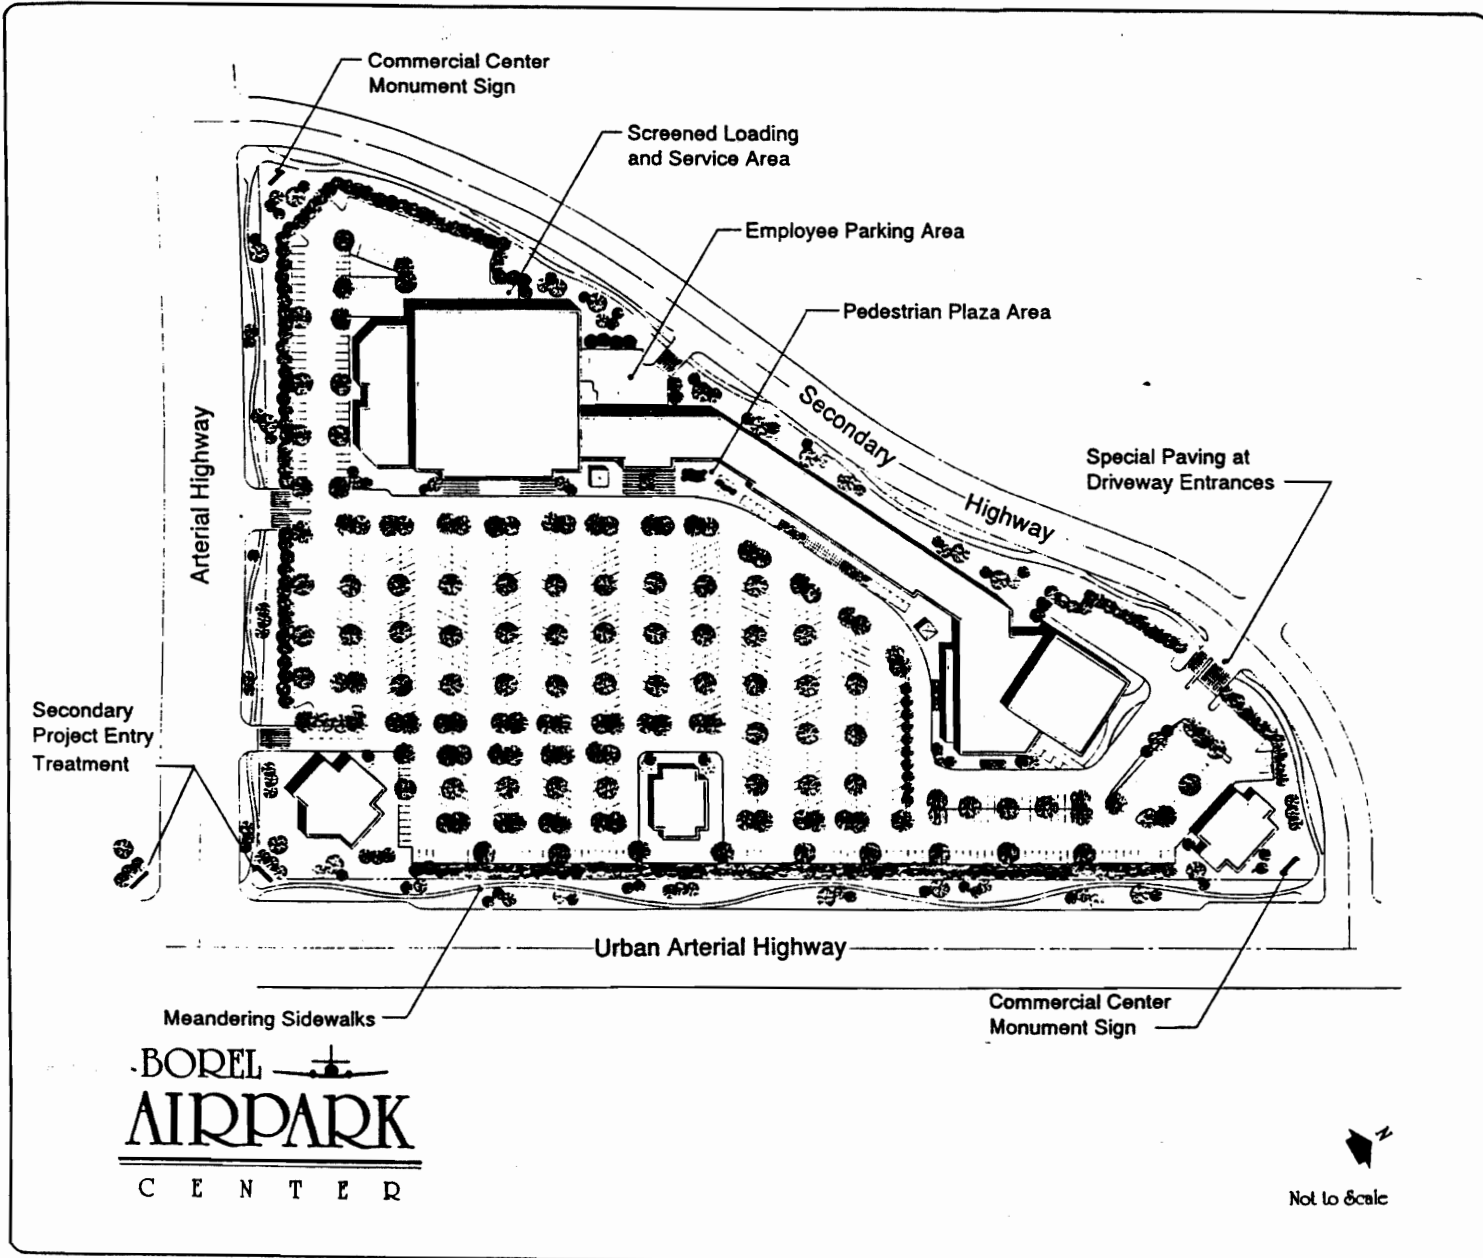 Commercial Center
Monument Sign
Screened Loading
and Service Area
Employee Parking Area
Pedestrian Plaza Area
Secondary
Highway
Special Paving at
Driveway Entrances
Arterial Highway
Secondary
Project Entry
Treatment
Urban Arterial Highway
Meandering Sidewalks
Commercial Center
Monument Sign
BOREL
AIRPARK
CENTER
N
Not to Scale